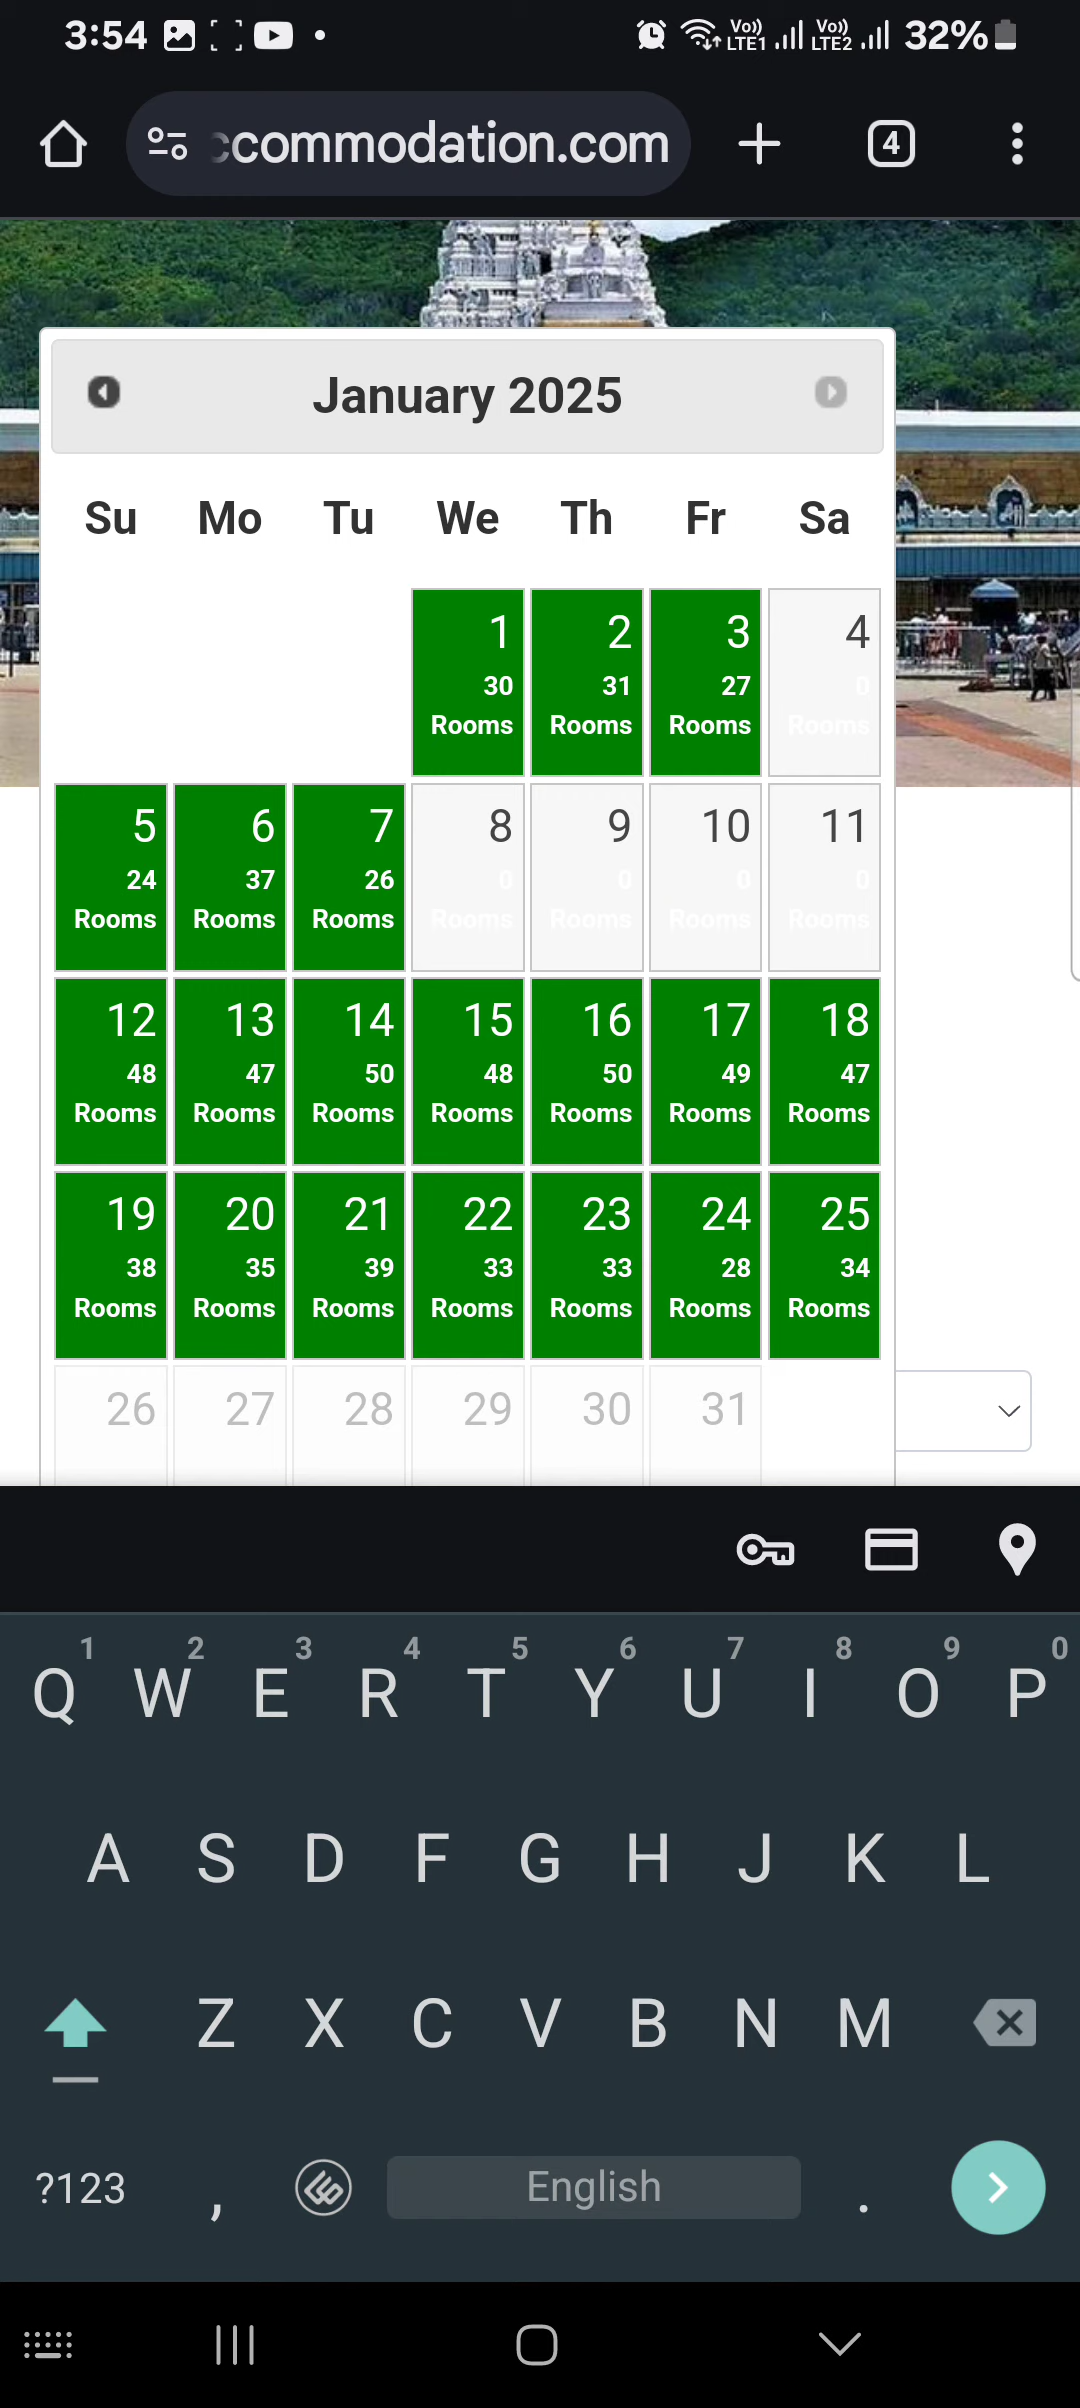 3:54 Vo)) LTE1 Vo)) LTE2 32%
commodation.com 4
January 2025
Su Mo Tu We Th Fr Sa
1 2 3 4
30 31 27 0
Rooms Rooms Rooms Rooms
5 6 7 8 9 10 11
24 37 26 0 0 0 0
Rooms Rooms Rooms Rooms Rooms Rooms Rooms
12 13 14 15 16 17 18
48 47 50 48 50 49 47
Rooms Rooms Rooms Rooms Rooms Rooms Rooms
19 20 21 22 23 24 25
38 35 39 33 33 28 34
Rooms Rooms Rooms Rooms Rooms Rooms Rooms
26 27 28 29 30 31
1 2 3 4 5 6 7 8 9 0
Q W E R T Y U I O P
A S D F G H J K L
Z X C V B N M
?123 , English .